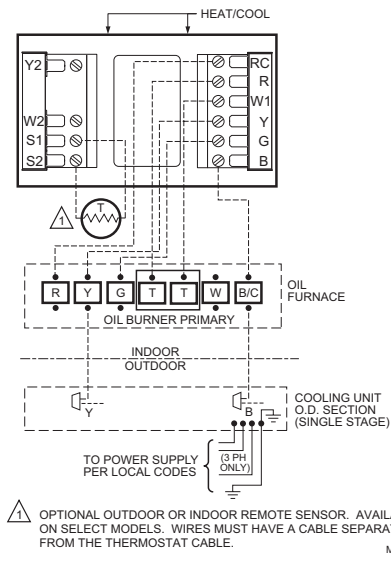 HEAT/COOL
Y2
RC
R
W1
W2
Y
S1
G
S2
B
1
T
R Y G T T W B/C
OIL
FURNACE
OIL BURNER PRIMARY
INDOOR
OUTDOOR
Y
B
COOLING UNIT
O.D. SECTION
(SINGLE STAGE)
TO POWER SUPPLY
PER LOCAL CODES
(3 PH
ONLY)
1 OPTIONAL OUTDOOR OR INDOOR REMOTE SENSOR. AVAILA
ON SELECT MODELS. WIRES MUST HAVE A CABLE SEPARAT
FROM THE THERMOSTAT CABLE.
M